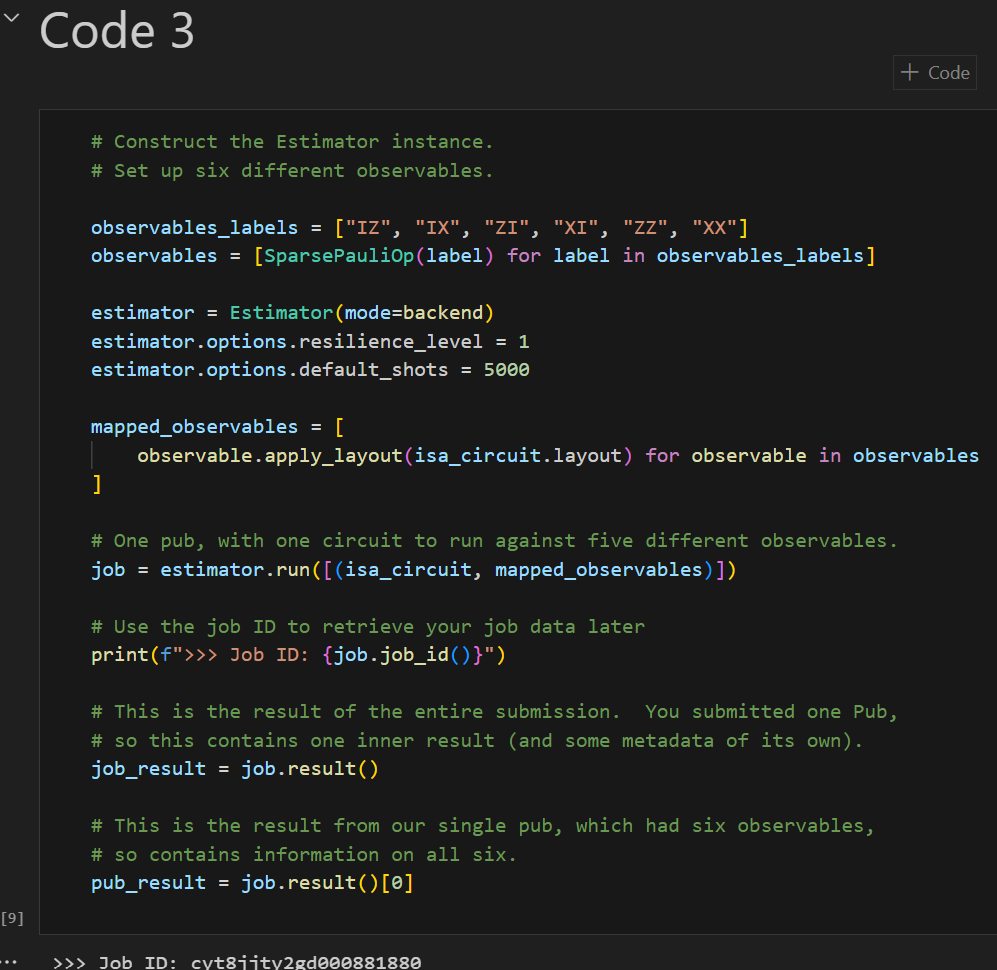 Code 3
+ Code
# Construct the Estimator instance.
# Set up six different observables.
observables_labels = ["IZ", "IX", "ZI", "XI", "ZZ", "XX"]
observables = [SparsePauliOp(label) for label in observables_labels]
estimator = Estimator(mode=backend)
estimator.options.resilience_level = 1
estimator.options.default_shots = 5000
mapped_observables = [
    observable.apply_layout(isa_circuit.layout) for observable in observables
]
# One pub, with one circuit to run against five different observables.
job = estimator.run([(isa_circuit, mapped_observables)])
# Use the job ID to retrieve your job data later
print(f">>> Job ID: {job.job_id()}")
# This is the result of the entire submission.  You submitted one Pub,
# so this contains one inner result (and some metadata of its own).
job_result = job.result()
# This is the result from our single pub, which had six observables,
# so contains information on all six.
pub_result = job.result()[0]
[9]
... >>> Job ID: cyt8jjty2gd000881880